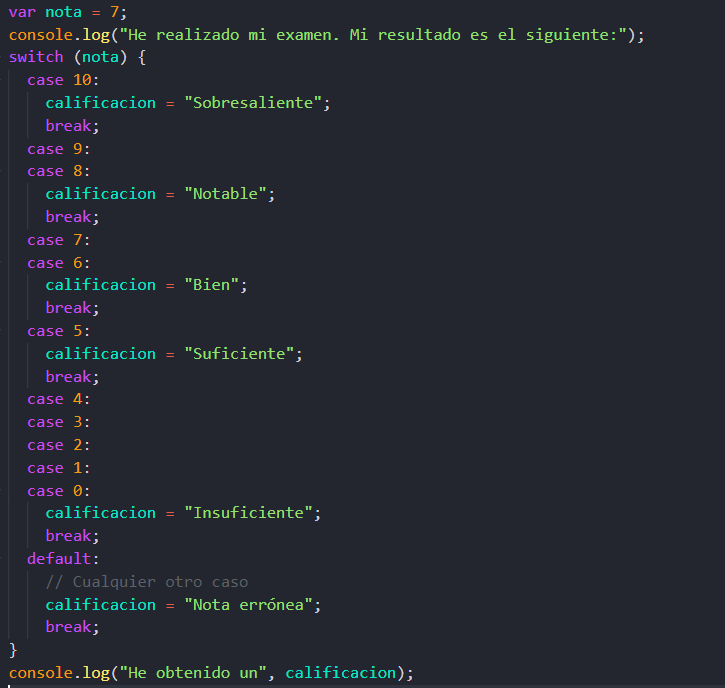 var nota = 7;
console.log("He realizado mi examen. Mi resultado es el siguiente:");
switch (nota) {
  case 10:
    calificacion = "Sobresaliente";
    break;
  case 9:
  case 8:
    calificacion = "Notable";
    break;
  case 7:
  case 6:
    calificacion = "Bien";
    break;
  case 5:
    calificacion = "Suficiente";
    break;
  case 4:
  case 3:
  case 2:
  case 1:
  case 0:
    calificacion = "Insuficiente";
    break;
  default:
    // Cualquier otro caso
    calificacion = "Nota errónea";
    break;
}
console.log("He obtenido un", calificacion);